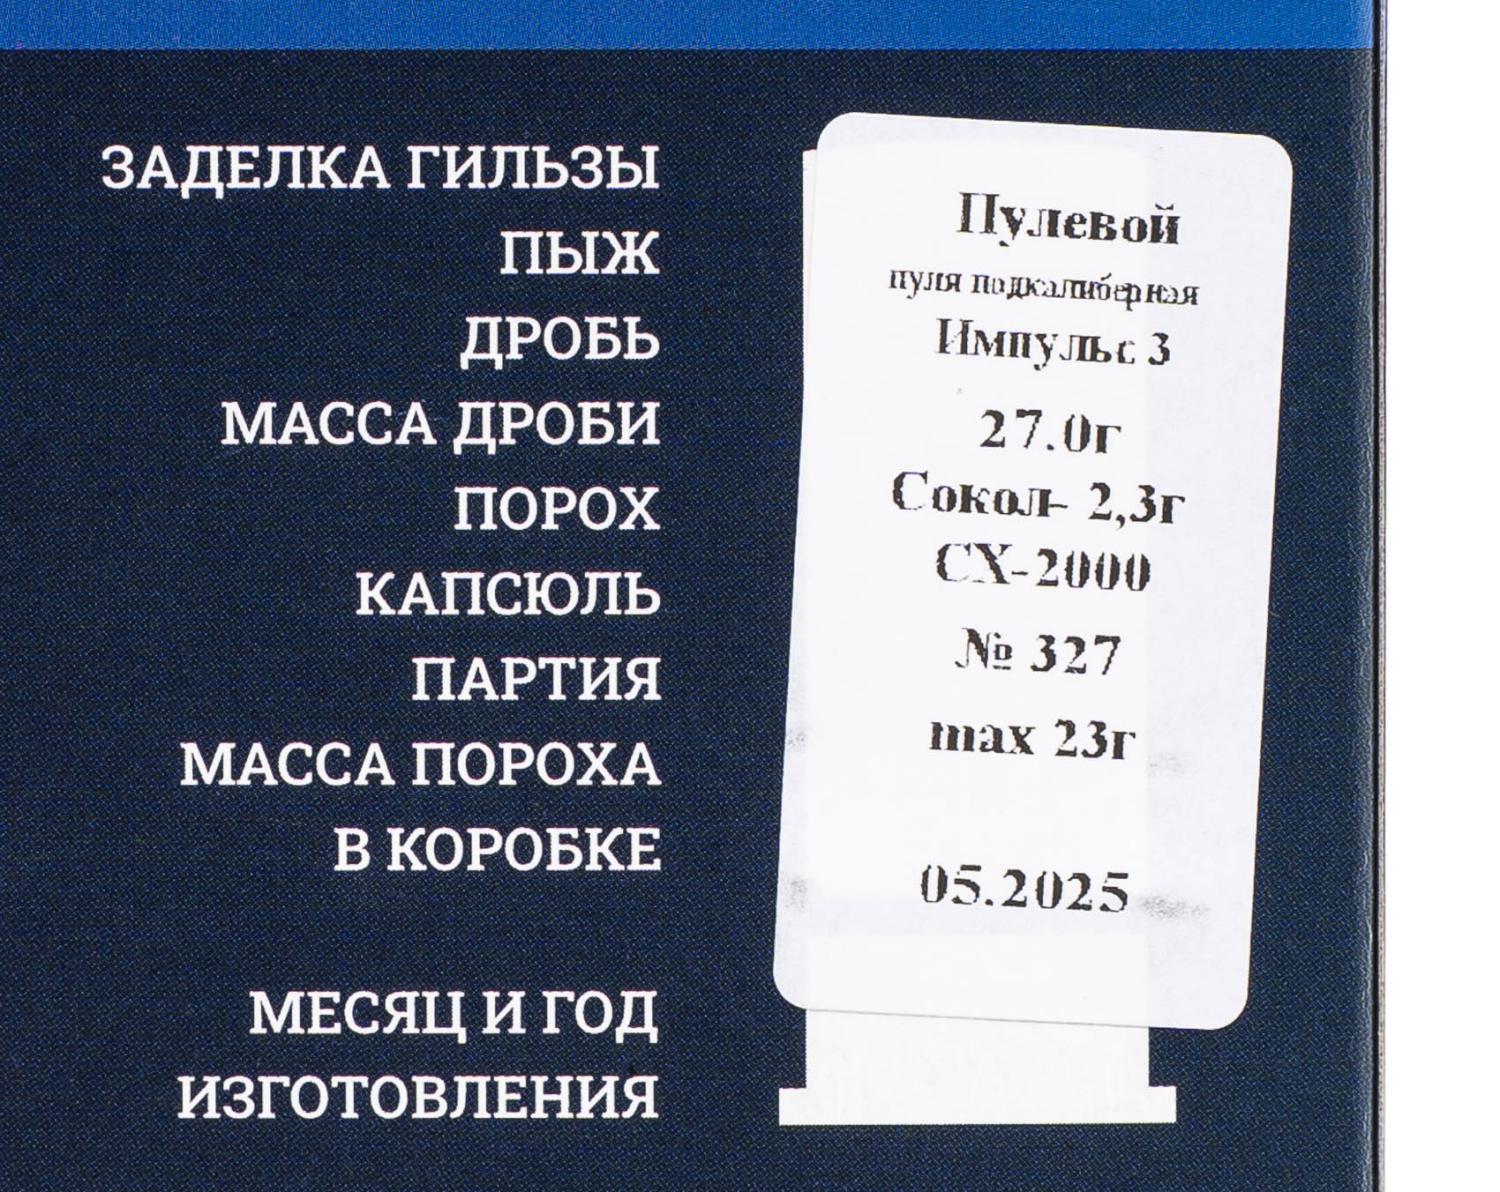 ЗАДЕЛКА ГИЛЬЗЫ
ПЫЖ
ДРОБЬ
МАССА ДРОБИ
ПОРОХ
КАПСЮЛЬ
ПАРТИЯ
МАССА ПОРОХА
В КОРОБКЕ
МЕСЯЦ И ГОД
ИЗГОТОВЛЕНИЯ
Пулевой
пуля подкалиберная
Импульс 3
27.0г
Сокол- 2,3г
СХ-2000
№ 327
max 23г
05.2025